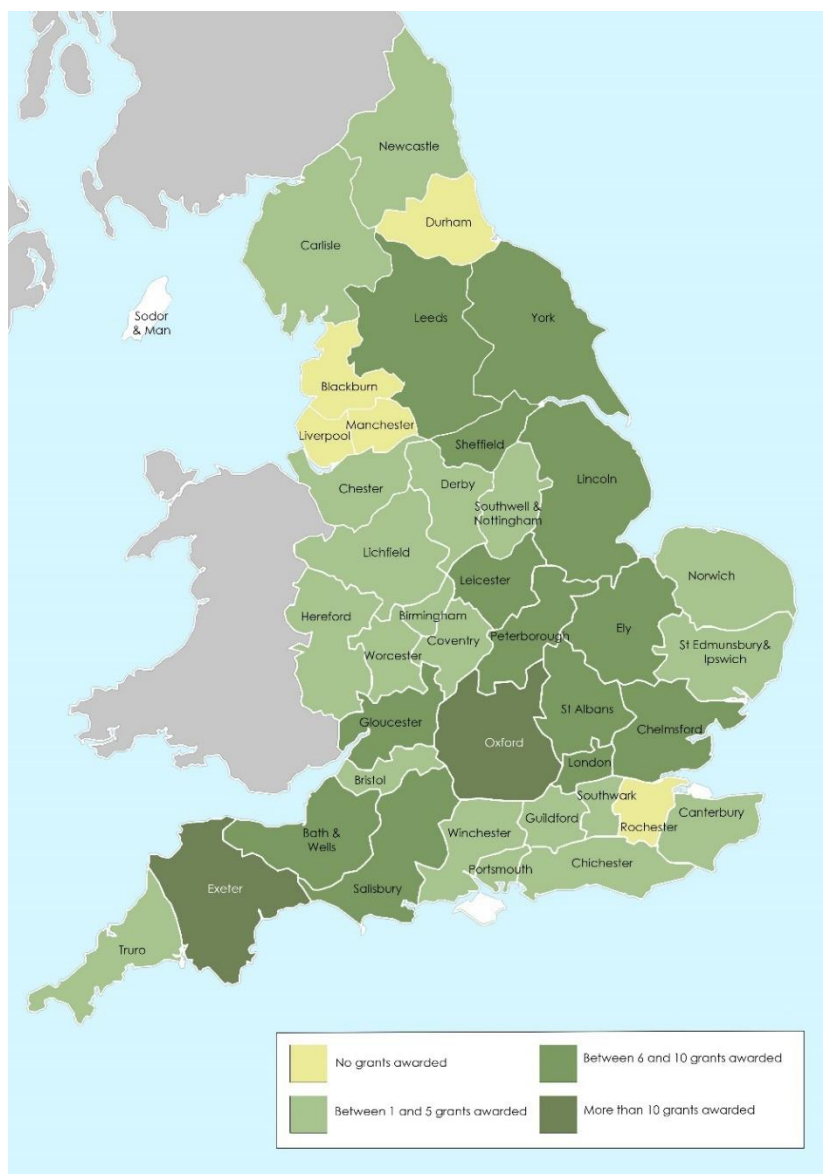 Newcastle
Durham
Carlisle
Sodor
& Man
Leeds
York
Blackburn
Manchester
Liverpool
Sheffield
Chester
Derby
Lincoln
Southwell &
Nottingham
Lichfield
Leicester
Norwich
Hereford
Birmingham
Peterborough
Ely
Coventry
St Edmunsbury&
Ipswich
Worcester
Gloucester
St Albans
Chelmsford
Oxford
London
Bristol
Southwark
Canterbury
Guildford
Rochester
Winchester
Bath &
Wells
Chichester
Portsmouth
Exeter
Salisbury
Truro
No grants awarded
Between 6 and 10 grants awarded
Between 1 and 5 grants awarded
More than 10 grants awarded